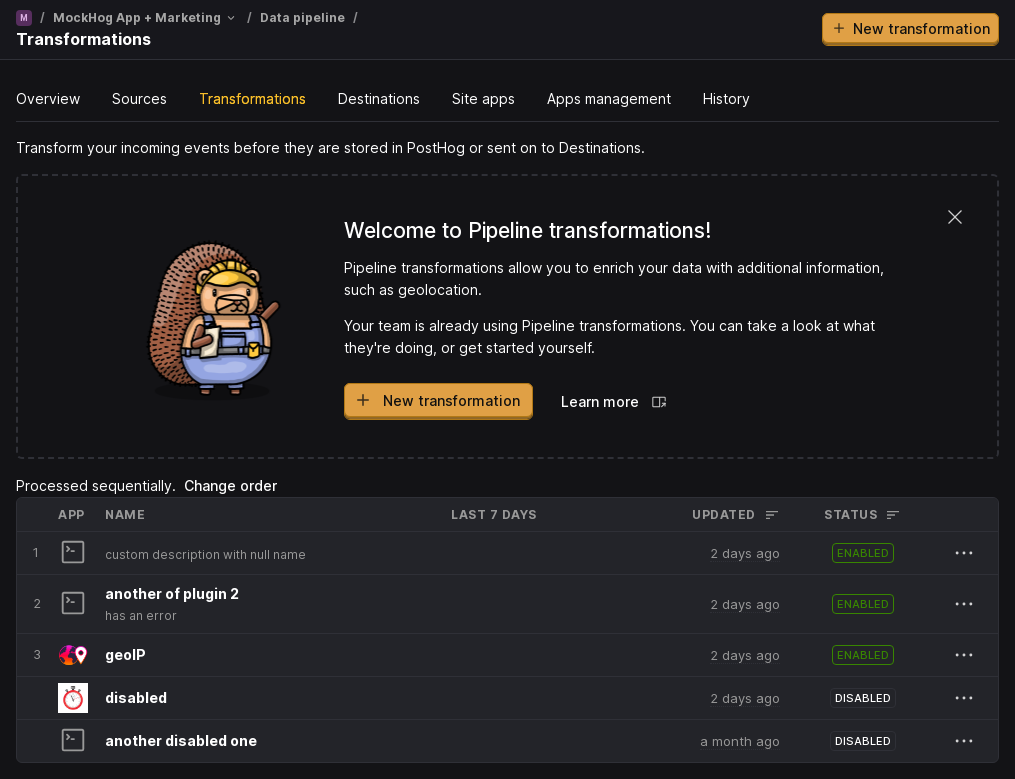 M / MockHog App + Marketing / Data pipeline /
Transformations
New transformation
Overview Sources Transformations Destinations Site apps Apps management History
Transform your incoming events before they are stored in PostHog or sent on to Destinations.
Welcome to Pipeline transformations!
Pipeline transformations allow you to enrich your data with additional information,
such as geolocation.
Your team is already using Pipeline transformations. You can take a look at what
they're doing, or get started yourself.
New transformation Learn more
Processed sequentially. Change order
APP NAME LAST 7 DAYS UPDATED STATUS
1 custom description with null name 2 days ago ENABLED
2 another of plugin 2 2 days ago ENABLED
has an error
3 geoIP 2 days ago ENABLED
disabled 2 days ago DISABLED
another disabled one a month ago DISABLED